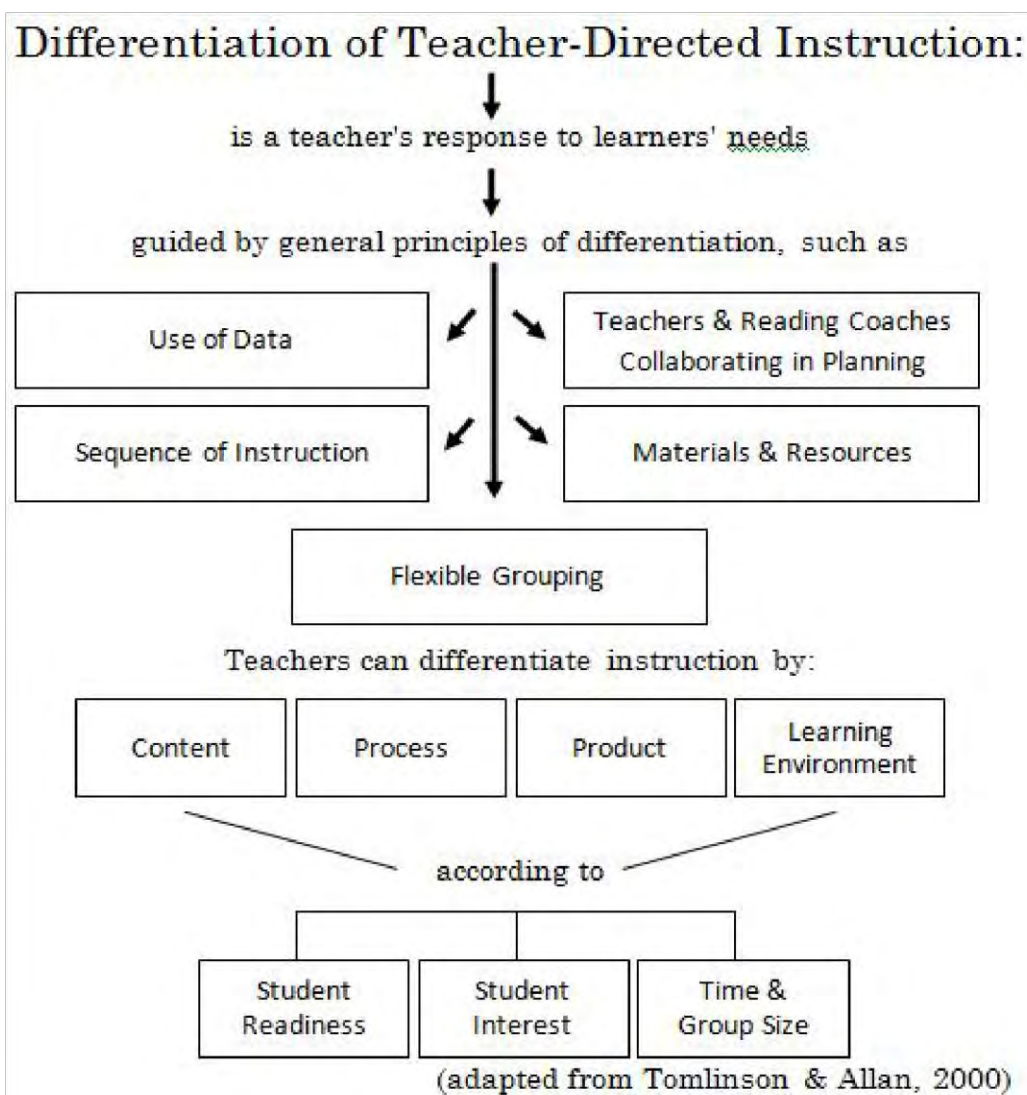 Differentiation of Teacher-Directed Instruction:
is a teacher's response to learners' needs
guided by general principles of differentiation, such as
Use of Data
Teachers & Reading Coaches
Collaborating in Planning
Sequence of Instruction
Materials & Resources
Flexible Grouping
Teachers can differentiate instruction by:
Content
Process
Product
Learning
Environment
according to
Student
Readiness
Student
Interest
Time &
Group Size
(adapted from Tomlinson & Allan, 2000)